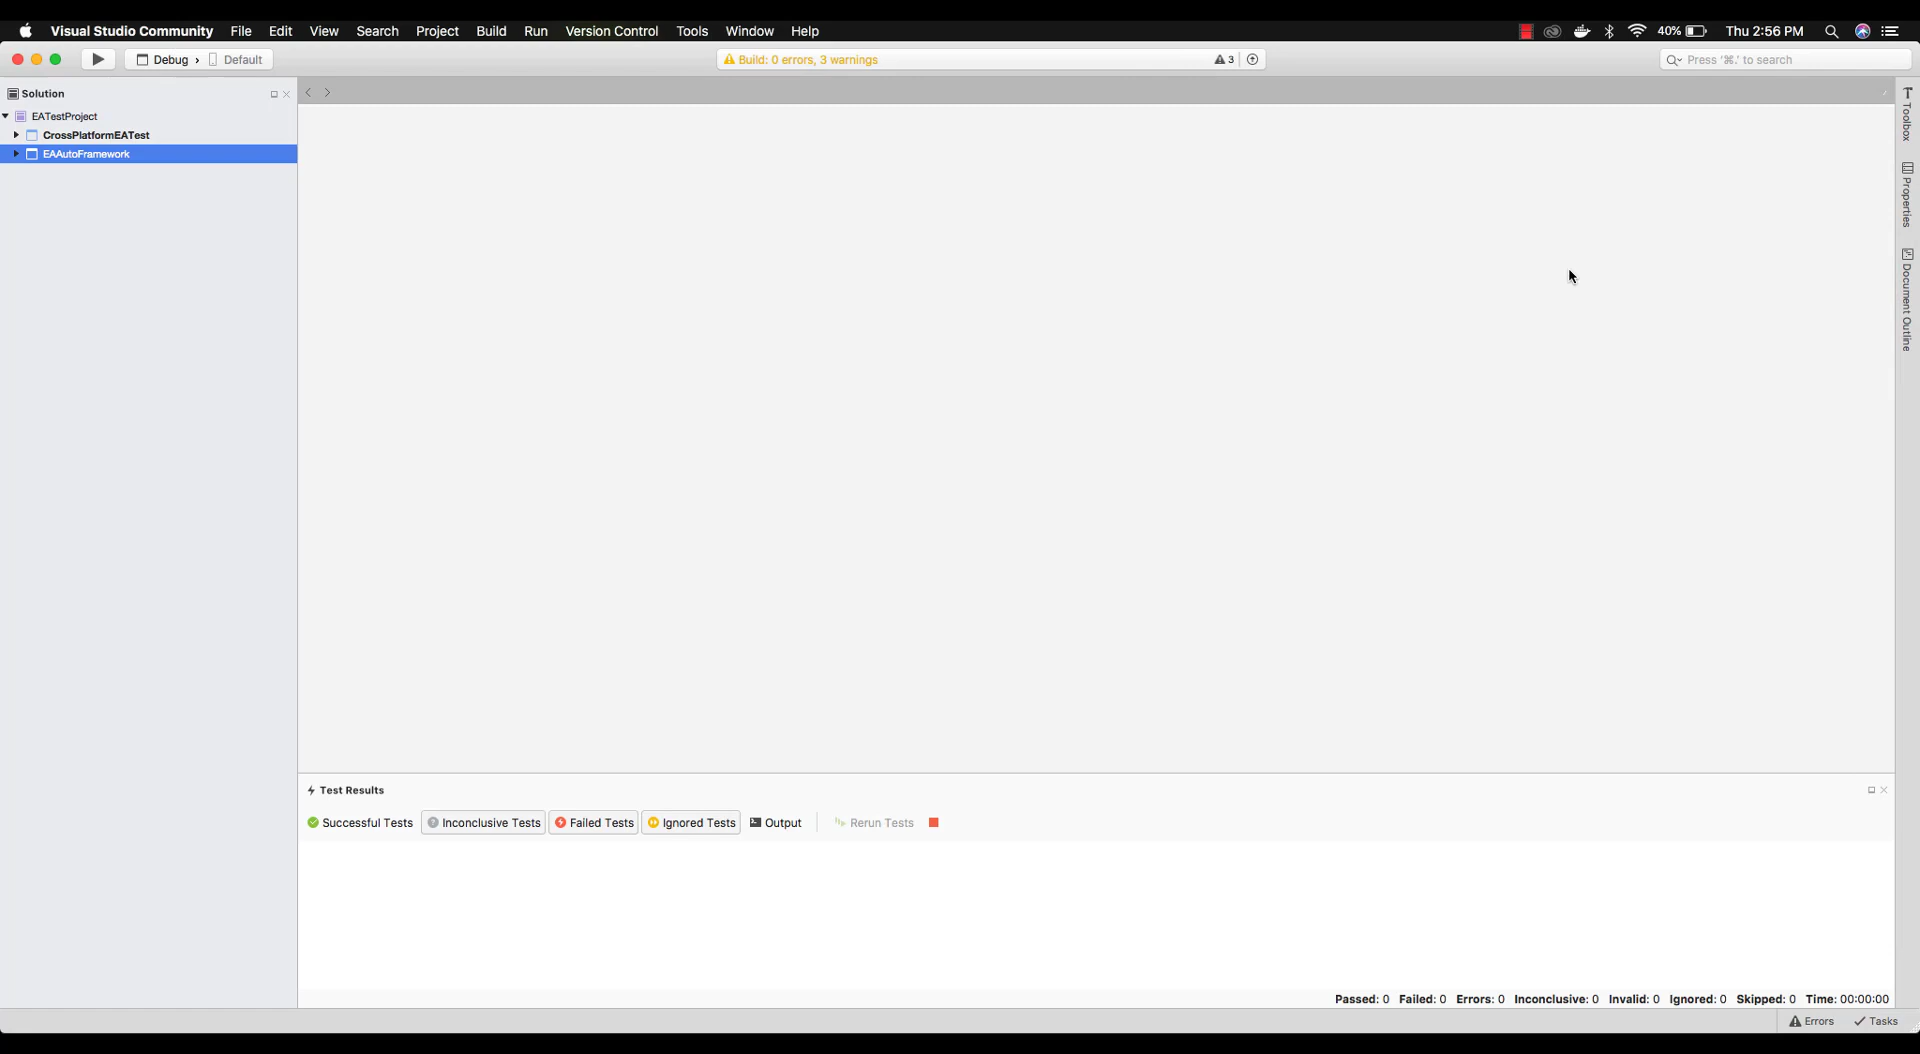 Visual Studio Community File Edit View Search Project Build Run Version Control Tools Window Help 40% Thu 2:56 PM
Debug › Default Build: 0 errors, 3 warnings 3 Press '⌘.' to search
Solution
EATestProject
CrossPlatformEATest
EAAutoFramework
Toolbox
Properties
Document Outline
Test Results
Successful Tests Inconclusive Tests Failed Tests Ignored Tests Output Rerun Tests
Passed: 0 Failed: 0 Errors: 0 Inconclusive: 0 Invalid: 0 Ignored: 0 Skipped: 0 Time: 00:00:00
Errors Tasks